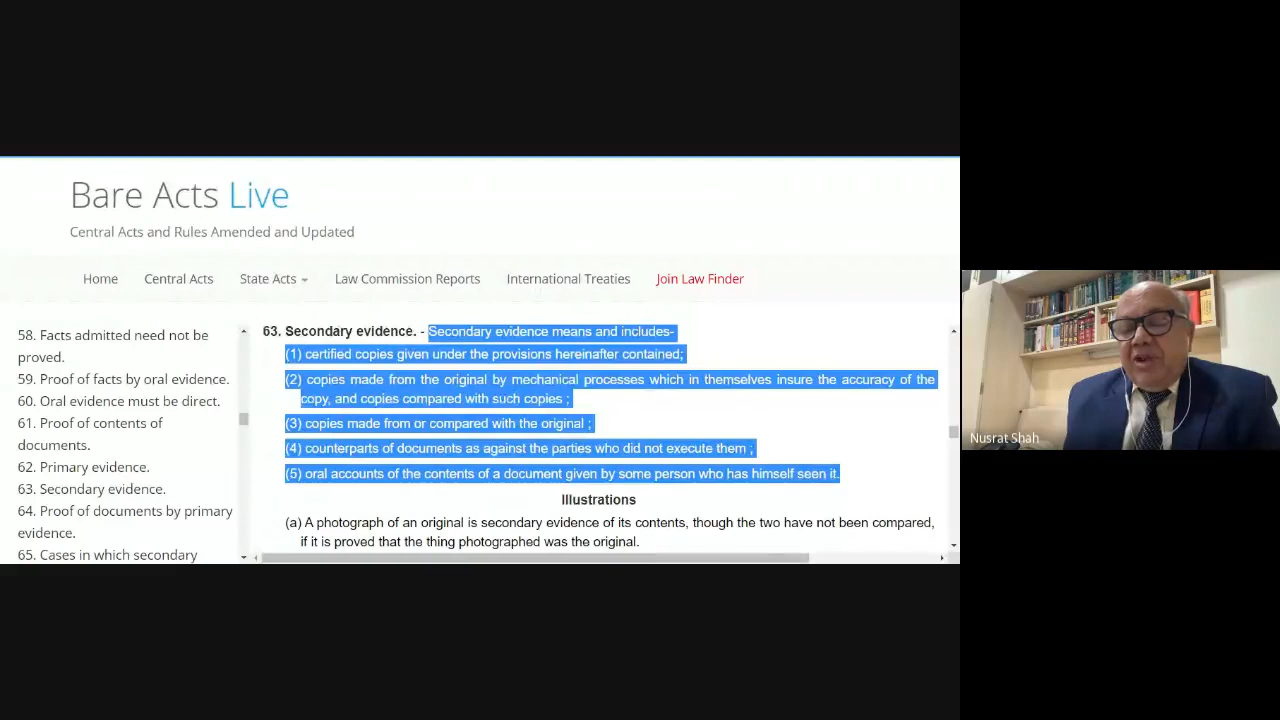 Bare Acts Live
Central Acts and Rules Amended and Updated
Home Central Acts State Acts Law Commission Reports International Treaties Join Law Finder
58. Facts admitted need not be
proved.
59. Proof of facts by oral evidence.
60. Oral evidence must be direct.
61. Proof of contents of
documents.
62. Primary evidence.
63. Secondary evidence.
64. Proof of documents by primary
evidence.
65. Cases in which secondary
63. Secondary evidence. - Secondary evidence means and includes-
(1) certified copies given under the provisions hereinafter contained;
(2) copies made from the original by mechanical processes which in themselves insure the accuracy of the
copy, and copies compared with such copies ;
(3) copies made from or compared with the original ;
(4) counterparts of documents as against the parties who did not execute them ;
(5) oral accounts of the contents of a document given by some person who has himself seen it.
Illustrations
(a) A photograph of an original is secondary evidence of its contents, though the two have not been compared,
if it is proved that the thing photographed was the original.
Nusrat Shah